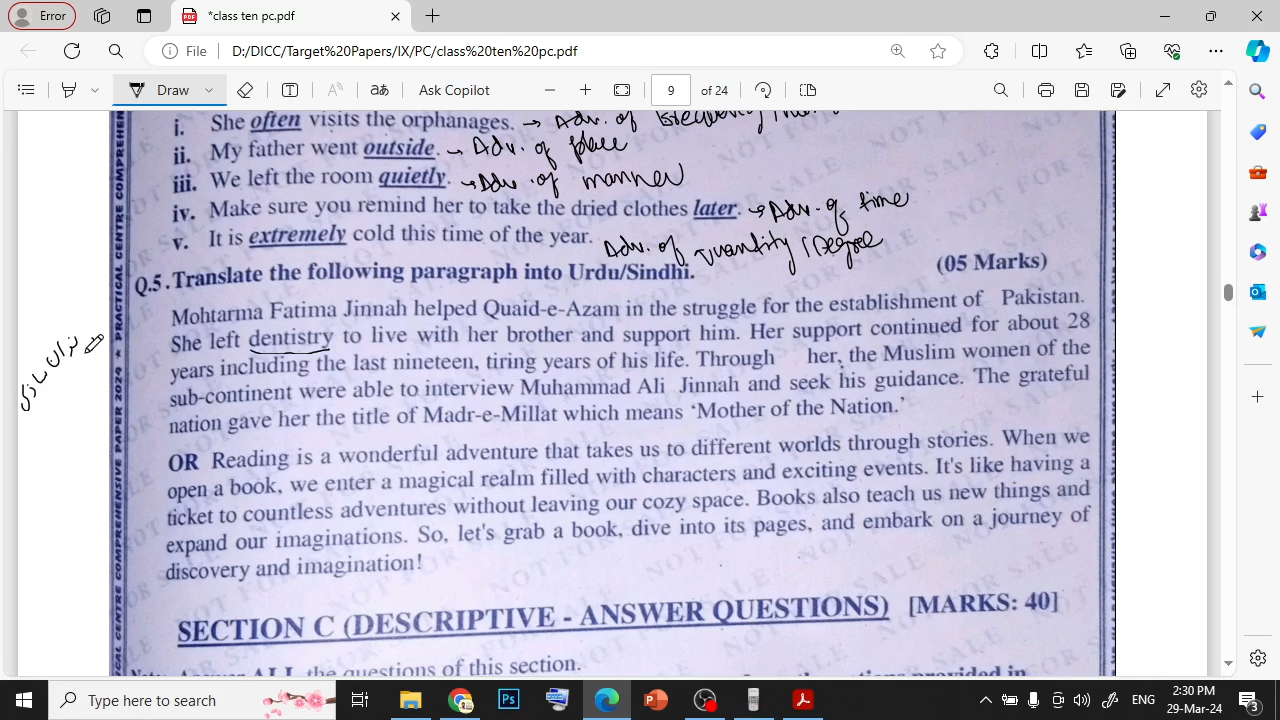 Error
*class ten pc.pdf
File
D:/DICC/Target%20Papers/IX/PC/class%20ten%20pc.pdf
Draw
Ask Copilot
9 of 24
i. She often visits the orphanages. → Adv. of
ii. My father went outside. → Adv. of place
iii. We left the room quietly. → Adv. of manner
iv. Make sure you remind her to take the dried clothes later. → Adv. of time
v. It is extremely cold this time of the year. Adv. of quantity / Degree
Q.5. Translate the following paragraph into Urdu/Sindhi. (05 Marks)
Mohtarma Fatima Jinnah helped Quaid-e-Azam in the struggle for the establishment of Pakistan.
She left dentistry to live with her brother and support him. Her support continued for about 28
years including the last nineteen, tiring years of his life. Through her, the Muslim women of the
sub-continent were able to interview Muhammad Ali Jinnah and seek his guidance. The grateful
nation gave her the title of Madr-e-Millat which means ‘Mother of the Nation.’
OR Reading is a wonderful adventure that takes us to different worlds through stories. When we
open a book, we enter a magical realm filled with characters and exciting events. It's like having a
ticket to countless adventures without leaving our cozy space. Books also teach us new things and
expand our imaginations. So, let's grab a book, dive into its pages, and embark on a journey of
discovery and imagination!
SECTION C (DESCRIPTIVE - ANSWER QUESTIONS) [MARKS: 40]
ALL the questions of this section.
provided in
PRACTICAL CENTRE COMPREHENSIVE PAPER 2024 ★
NOT FOR SALE
Type here to search
ENG
2:30 PM
29-Mar-24
3